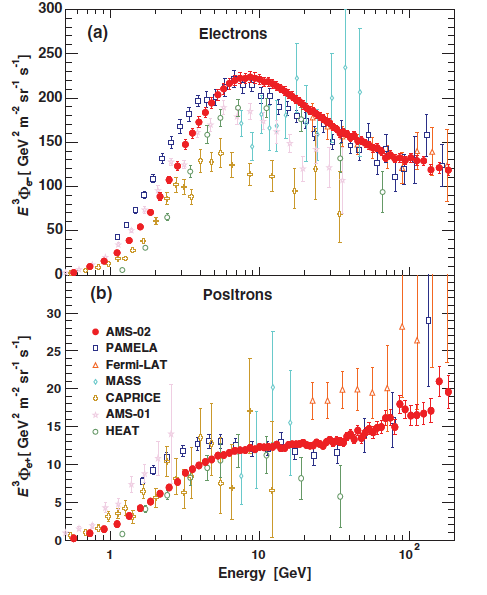 300
(a)
Electrons
250
200
150
100
50
0
E³Φe- [ GeV² m⁻² sr⁻¹ s⁻¹]
(b)
Positrons
30
25
20
15
10
5
0
E³Φe+ [ GeV² m⁻² sr⁻¹ s⁻¹]
AMS-02
PAMELA
Fermi-LAT
MASS
CAPRICE
AMS-01
HEAT
1
10
10²
Energy [GeV]